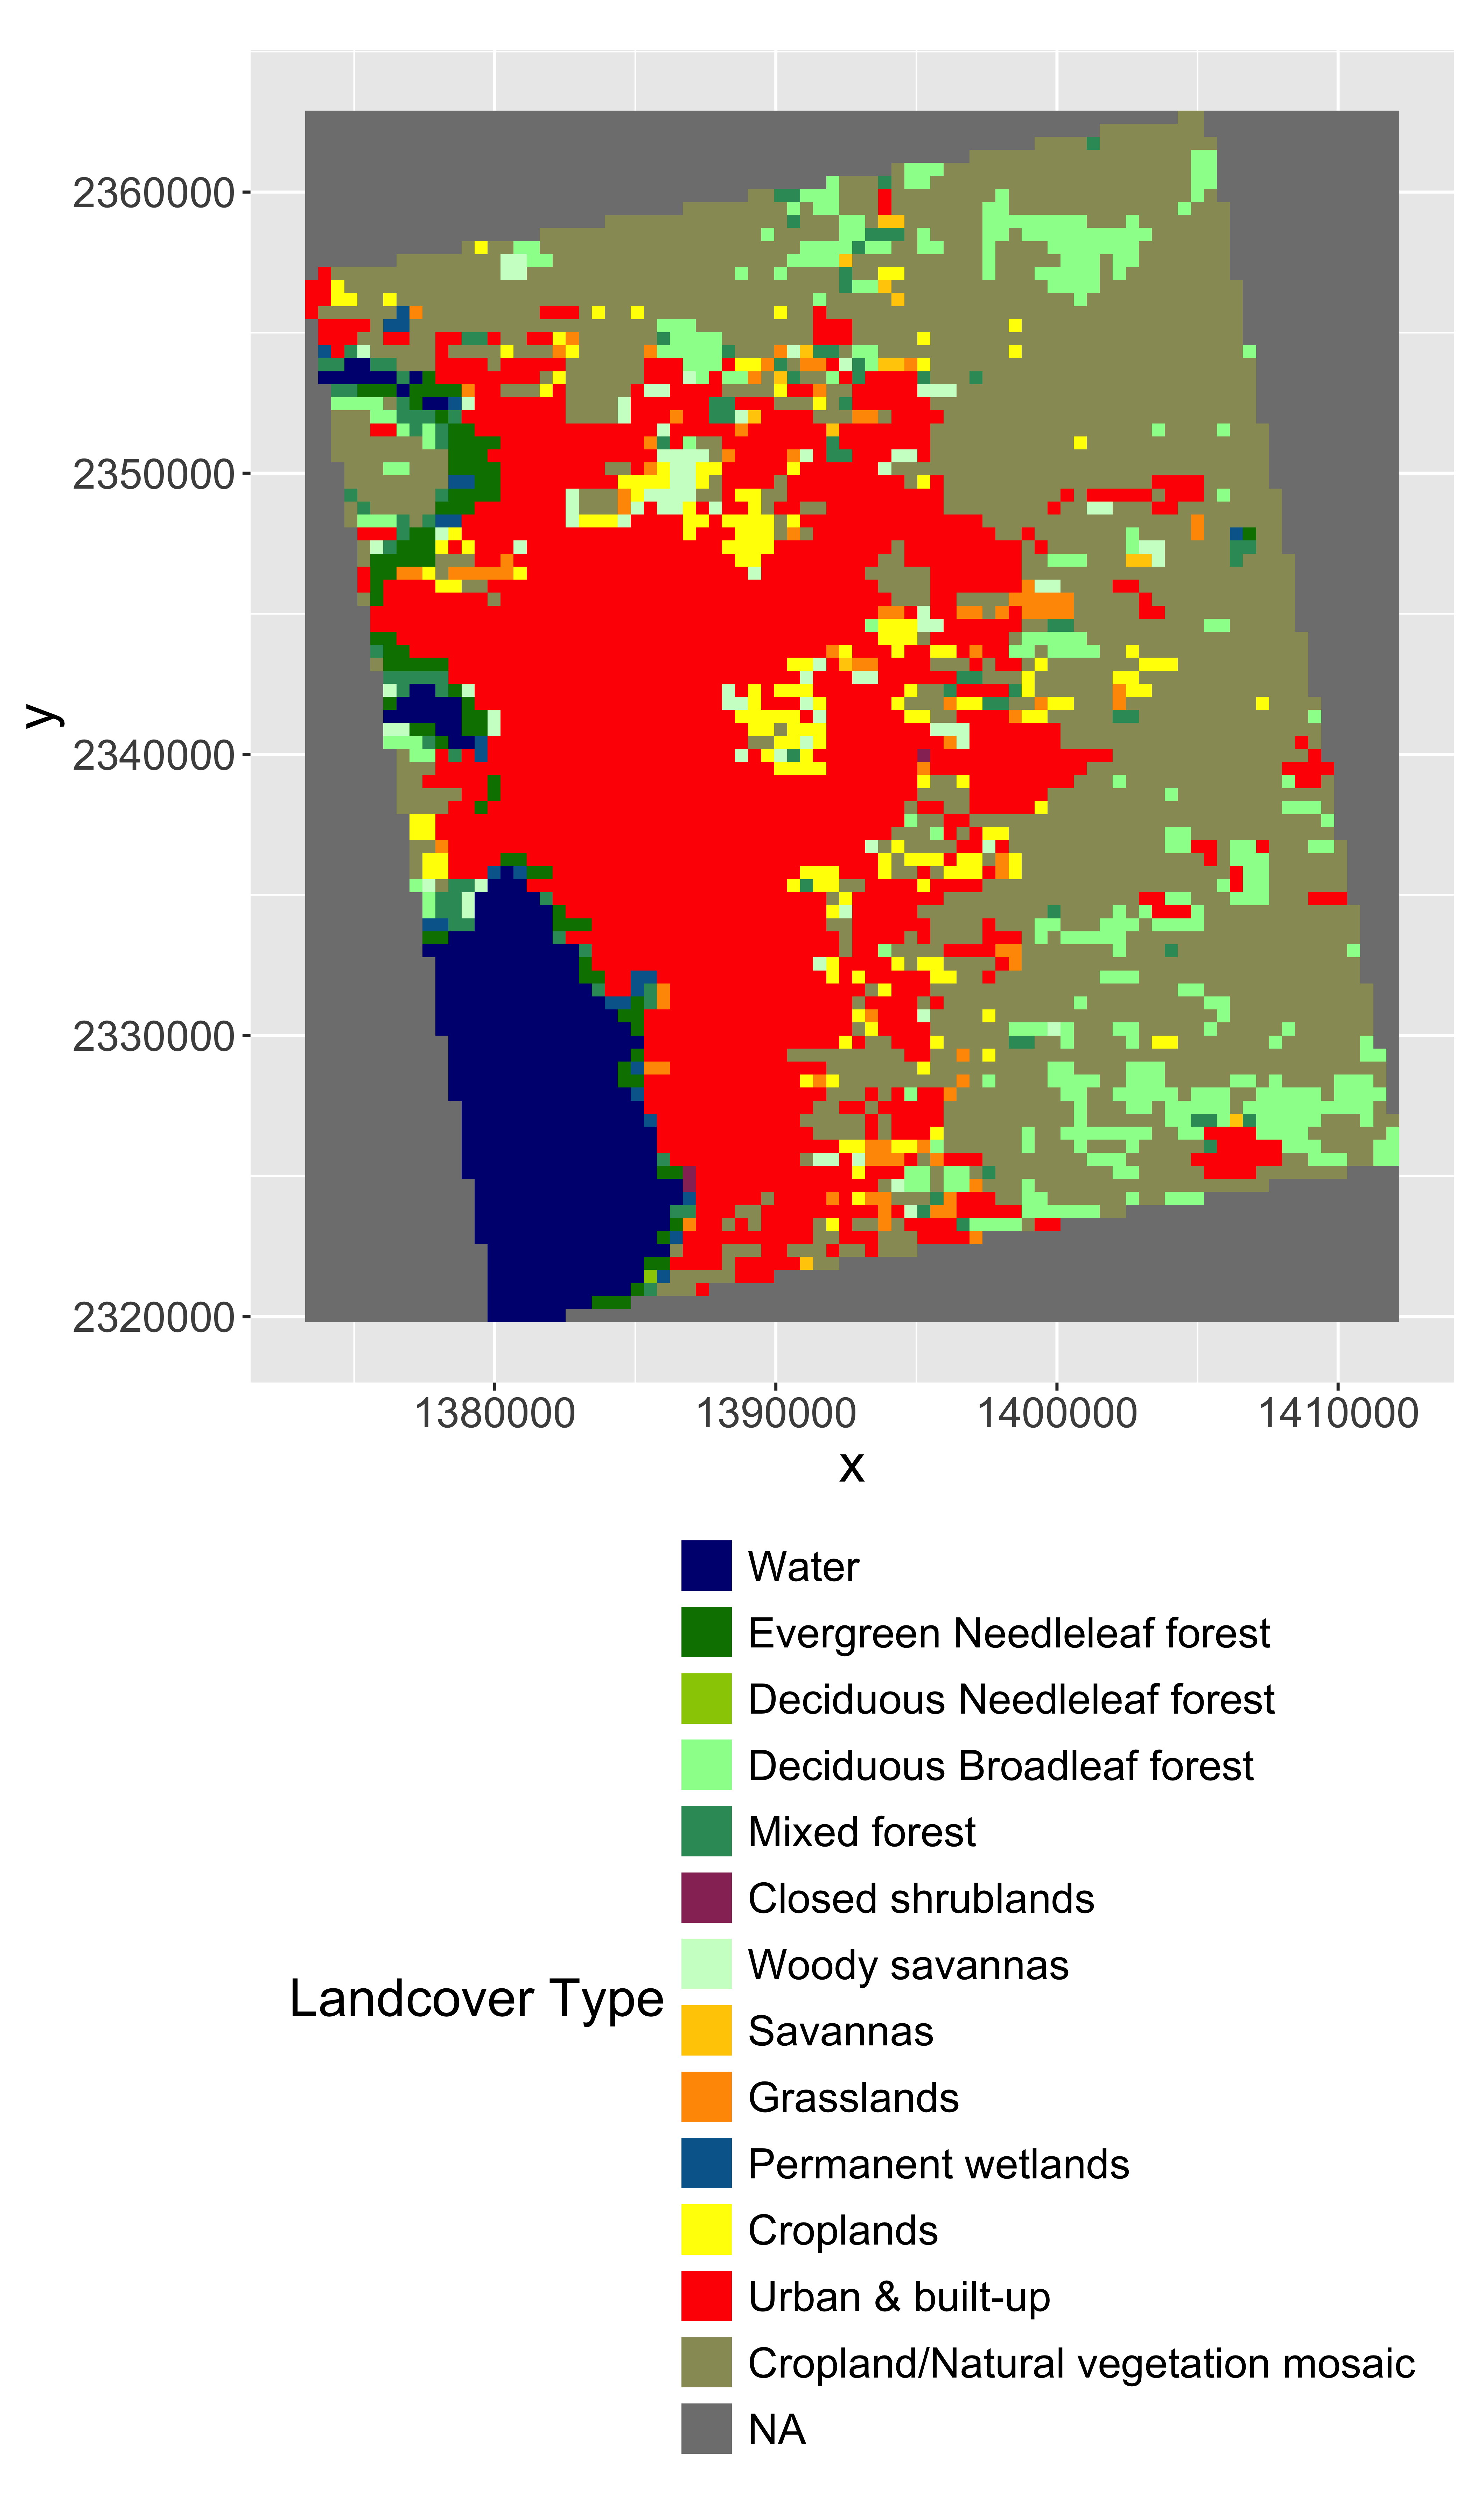 2360000
2350000
2340000
2330000
2320000
y
1380000
1390000
1400000
1410000
x
Landcover Type
Water
Evergreen Needleleaf forest
Deciduous Needleleaf forest
Deciduous Broadleaf forest
Mixed forest
Closed shrublands
Woody savannas
Savannas
Grasslands
Permanent wetlands
Croplands
Urban & built-up
Cropland/Natural vegetation mosaic
NA